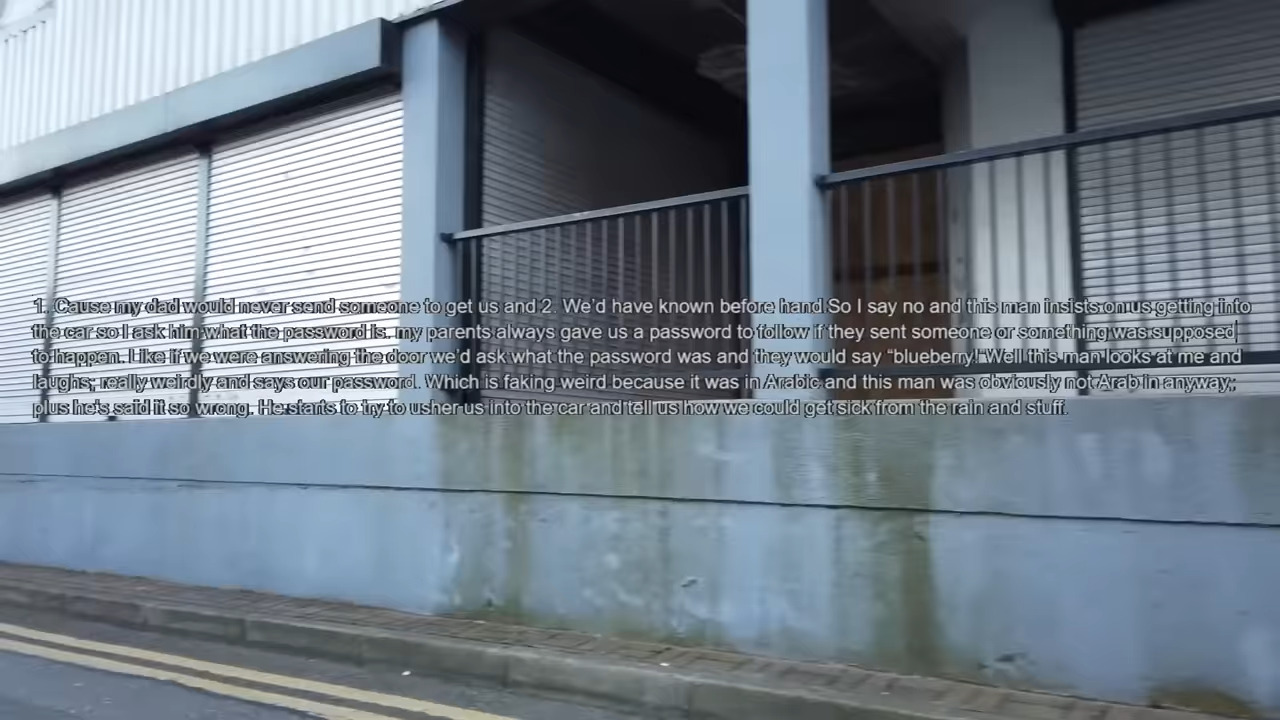 1. Cause my dad would never send someone to get us and 2. We'd have known before hand So I say no and this man insists on us getting into
the car so I ask him what the password is. my parents always gave us a password to follow if they sent someone or something was supposed
to happen. Like if we were answering the door we'd ask what the password was and they would say “blueberry! Well this man looks at me and
laughs; really weirdly and says our password. Which is faking weird because it was in Arabic and this man was obviously not Arab in anyway;
plus he's said it so wrong. He starts to try to usher us into the car and tell us how we could get sick from the rain and stuff.